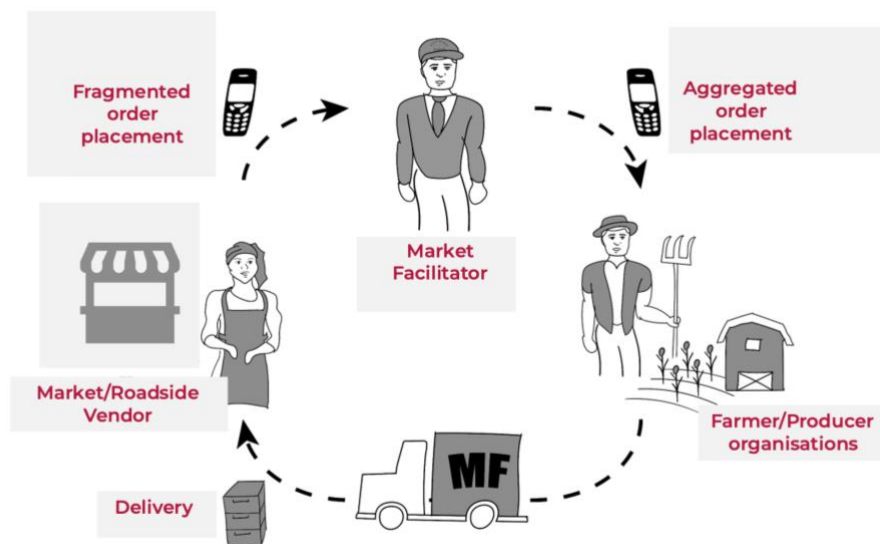 Fragmented
order
placement
Aggregated
order
placement
Market
Facilitator
Market/Roadside
Vendor
Farmer/Producer
organisations
MF
Delivery